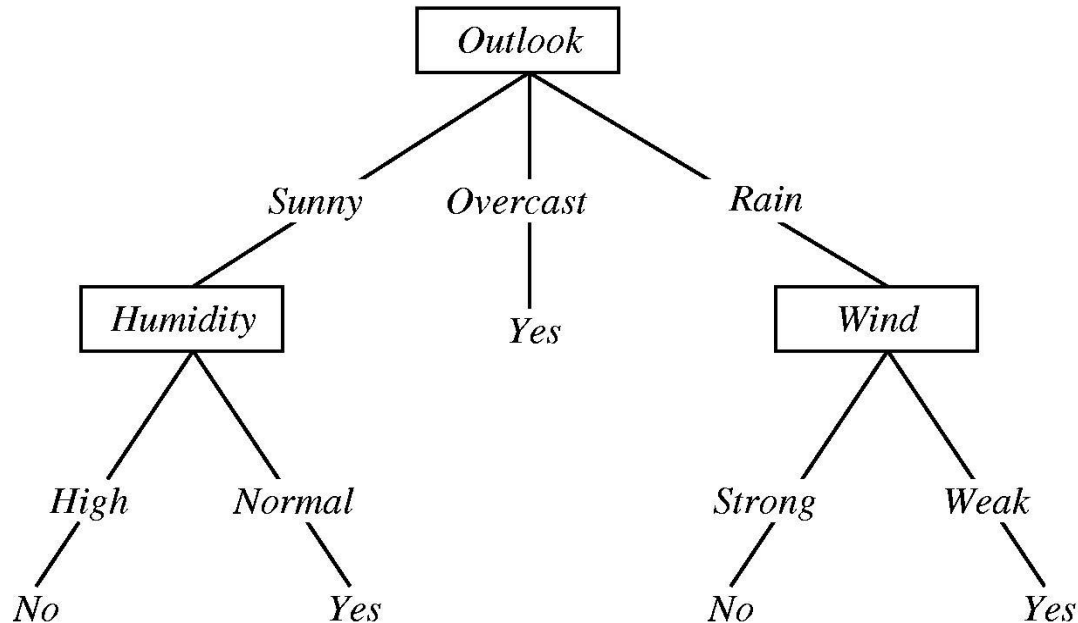 Outlook
Sunny Overcast Rain
Humidity Yes Wind
High Normal Strong Weak
No Yes No Yes